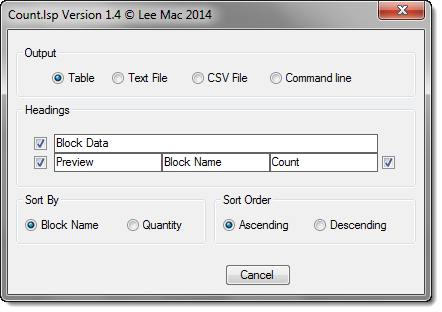 Count.lsp Version 1.4 © Lee Mac 2014
Output
Table Text File CSV File Command line
Headings
Block Data
Preview Block Name Count
Sort By Sort Order
Block Name Quantity Ascending Descending
Cancel